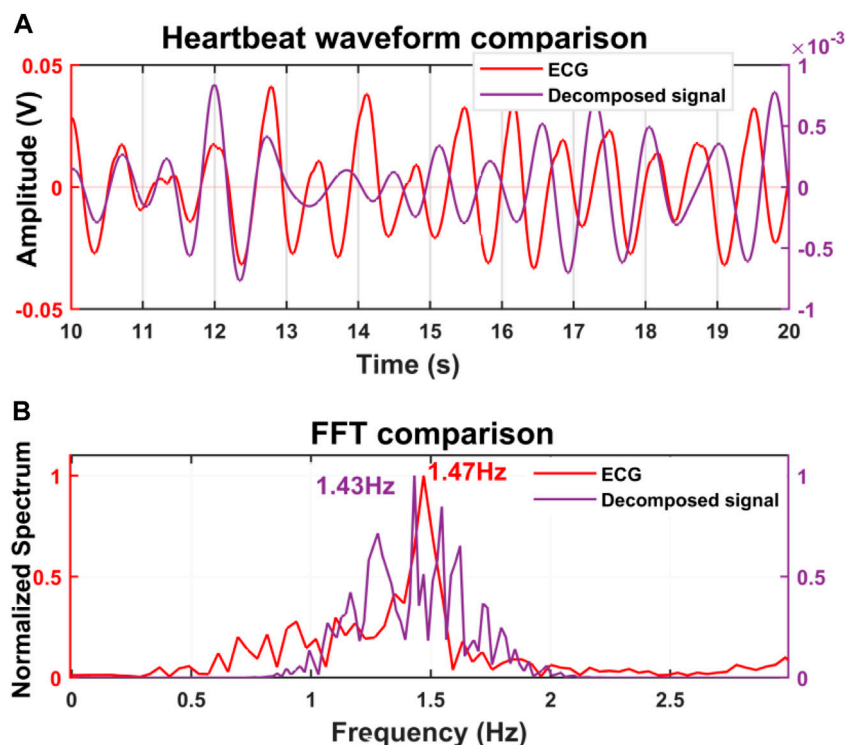 A
Heartbeat waveform comparison
×10-3
0.05
0
-0.05
Amplitude (V)
ECG
Decomposed signal
1
0.5
0
-0.5
-1
10 11 12 13 14 15 16 17 18 19 20
Time (s)
B
FFT comparison
1
0.5
0
Normalized Spectrum
1.43Hz
1.47Hz
ECG
Decomposed signal
1
0.5
0
0 0.5 1 1.5 2 2.5
Frequency (Hz)